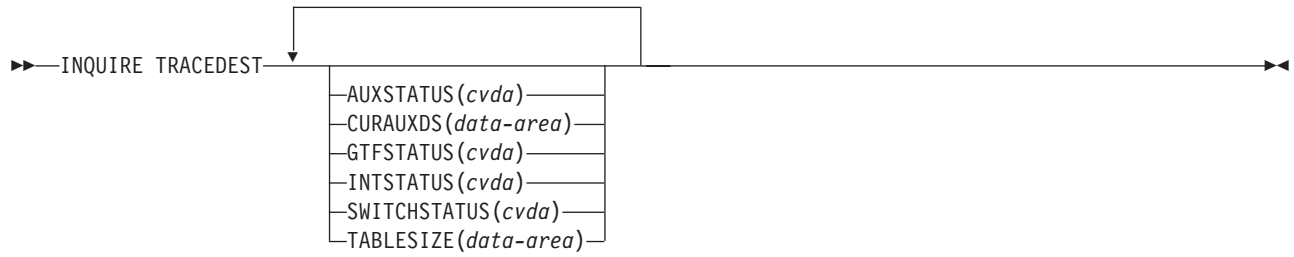 INQUIRE TRACEDEST
AUXSTATUS(cvda)
CURAUXDS(data-area)
GTFSTATUS(cvda)
INTSTATUS(cvda)
SWITCHSTATUS(cvda)
TABLESIZE(data-area)